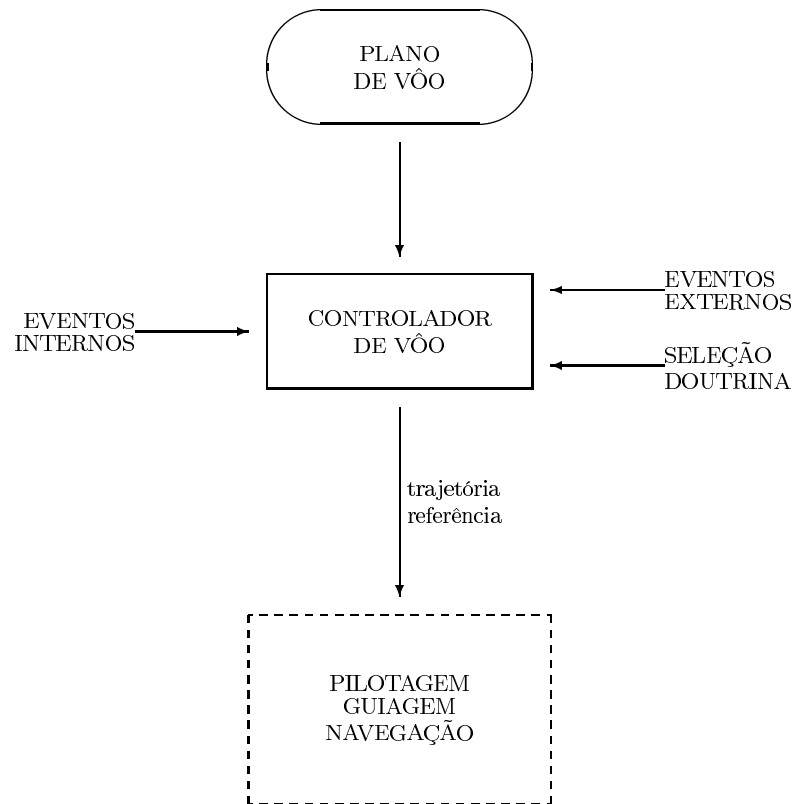 PLANO
DE VÔO
EVENTOS
EXTERNOS
EVENTOS
INTERNOS
CONTROLADOR
DE VÔO
SELEÇÃO
DOUTRINA
trajetória
referência
PILOTAGEM
GUIAGEM
NAVEGAÇÃO